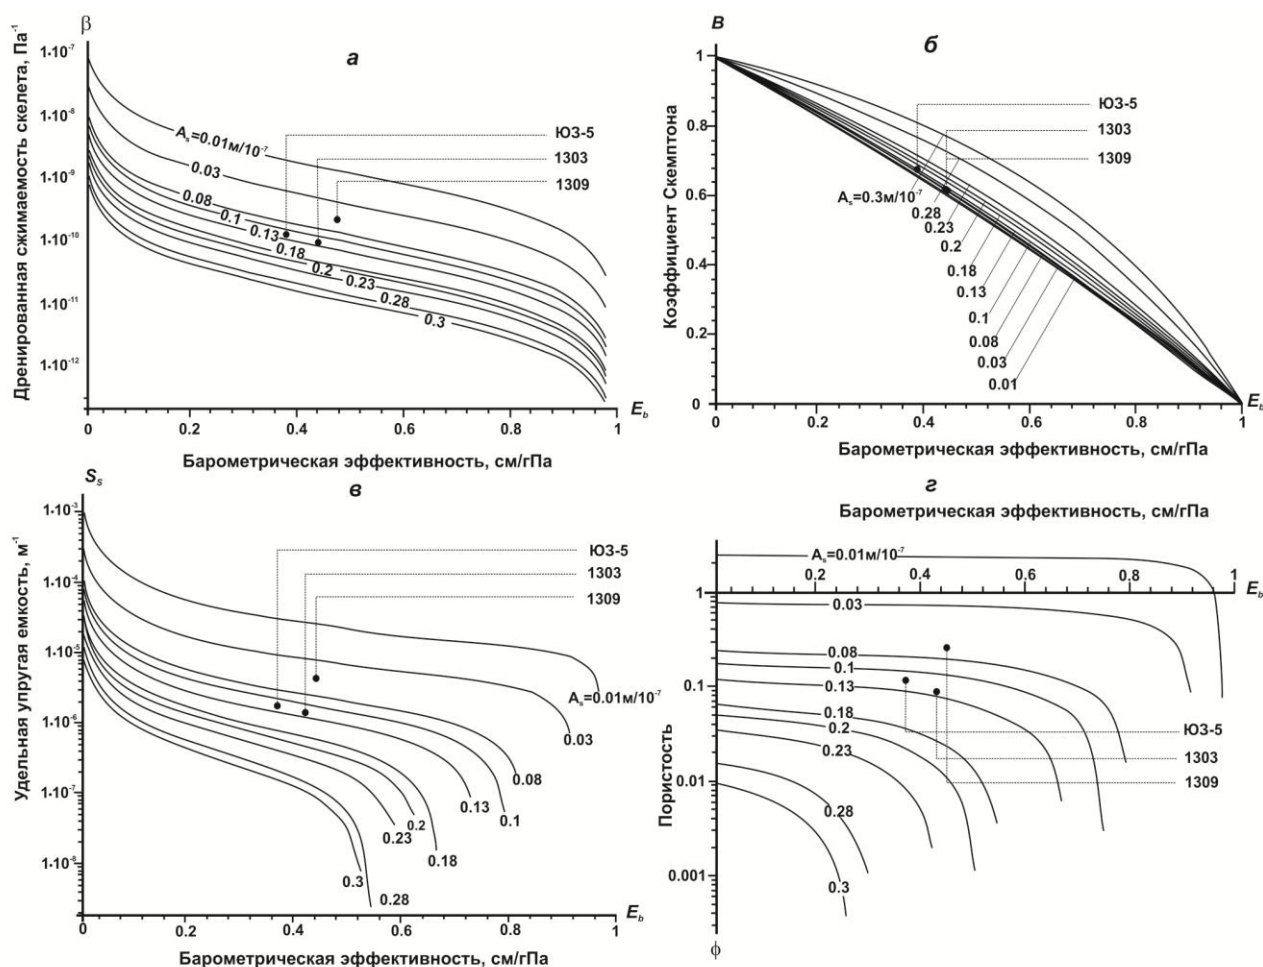 β
Дренированная сжимаемость скелета, Па⁻¹
а
1·10⁻⁷
1·10⁻⁸
1·10⁻⁹
1·10⁻¹⁰
1·10⁻¹¹
1·10⁻¹²
Aₛ=0.01м/10⁻⁷
0.03
0.08
0.1
0.13
0.18
0.2
0.23
0.28
0.3
ЮЗ-5
1303
1309
0 0.2 0.4 0.6 0.8 1
E_b
Барометрическая эффективность, см/гПа
B
Коэффициент Скемптона
б
1
0.8
0.6
0.4
0.2
0
ЮЗ-5
1303
1309
Aₛ=0.3м/10⁻⁷
0.28
0.23
0.2
0.18
0.13
0.1
0.08
0.03
0.01
0 0.2 0.4 0.6 0.8 1
E_b
Барометрическая эффективность, см/гПа
Sₛ
Удельная упругая емкость, м⁻¹
в
1·10⁻³
1·10⁻⁴
1·10⁻⁵
1·10⁻⁶
1·10⁻⁷
1·10⁻⁸
ЮЗ-5
1303
1309
Aₛ=0.01м/10⁻⁷
0.03
0.08
0.13
0.1
0.2
0.23
0.18
0.3
0.28
0 0.2 0.4 0.6 0.8 1
E_b
Барометрическая эффективность, см/гПа
г
Барометрическая эффективность, см/гПа
Aₛ=0.01м/10⁻⁷
0.2 0.4 0.6 0.8 1
E_b
Пористость
1
0.1
0.01
0.001
0.03
0.08
0.1
0.13
0.18
0.2
0.23
0.28
0.3
ЮЗ-5
1303
1309
ϕ